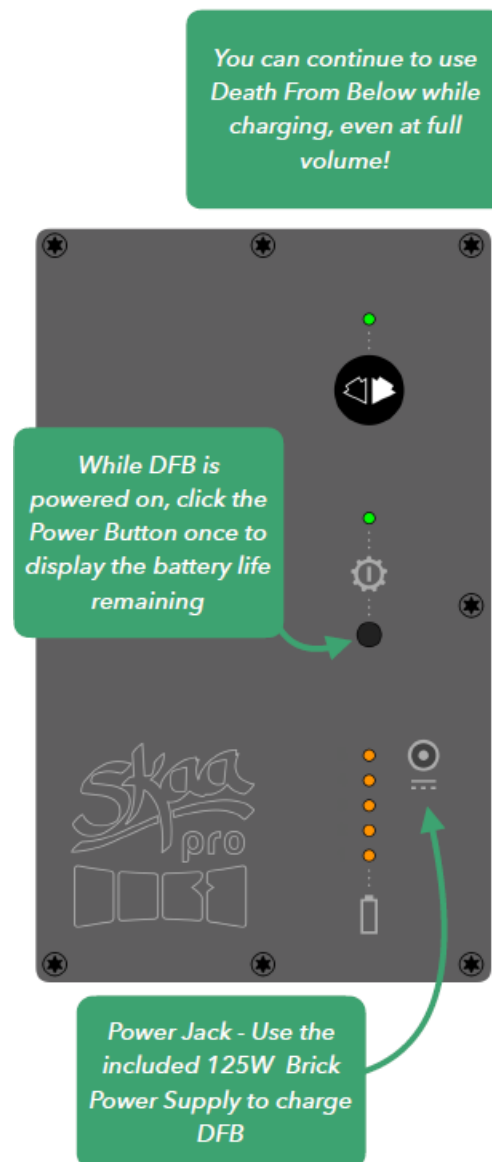 You can continue to use
Death From Below while
charging, even at full
volume!
While DFB is
powered on, click the
Power Button once to
display the battery life
remaining
Skaa
pro
Power Jack - Use the
included 125W Brick
Power Supply to charge
DFB